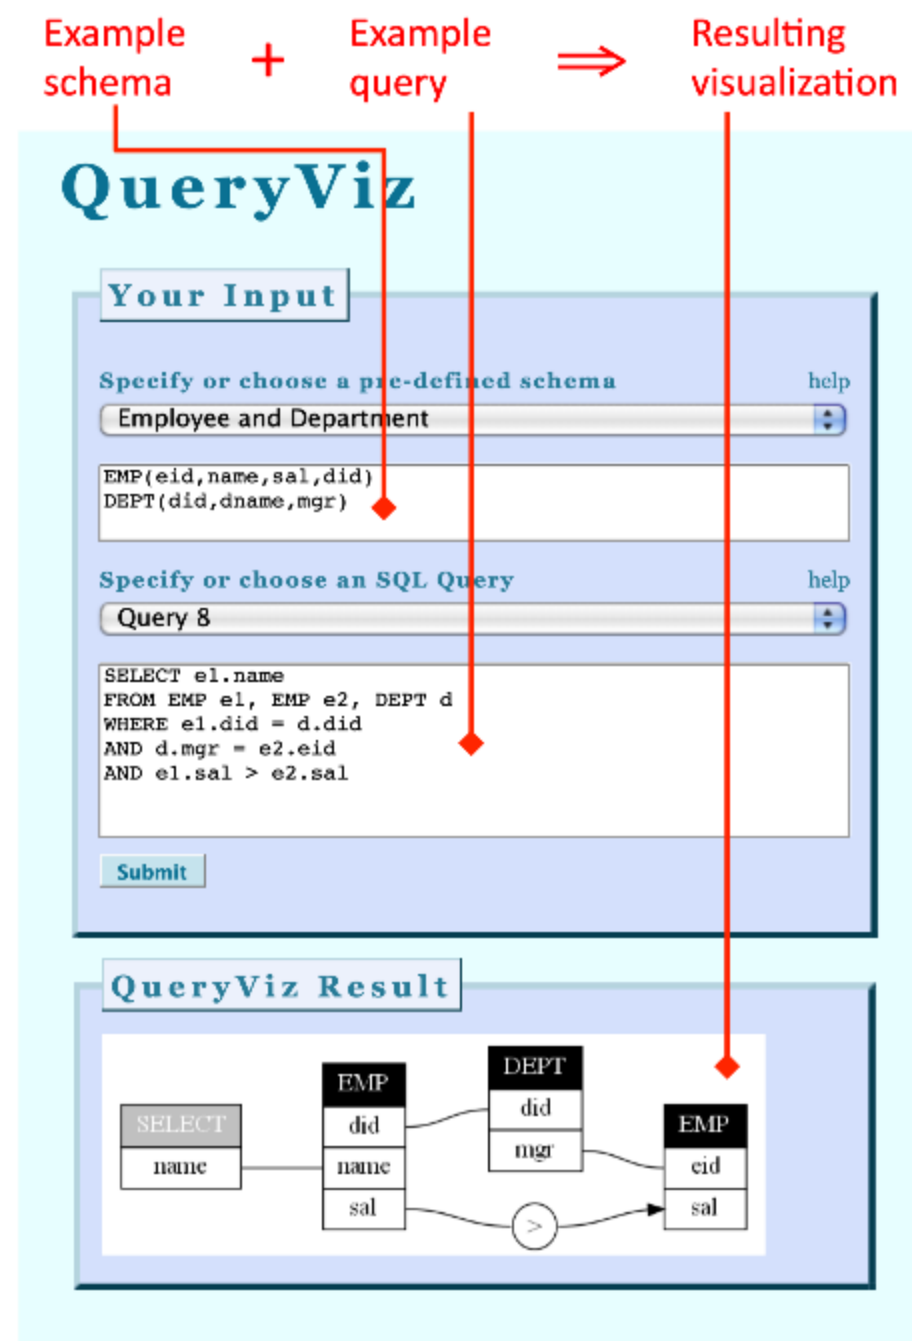 Example schema
+
Example query
⇒
Resulting visualization
QueryViz
Your Input
Specify or choose a pre-defined schema
help
Employee and Department
EMP(eid,name,sal,did)
DEPT(did,dname,mgr)
Specify or choose an SQL Query
help
Query 8
SELECT e1.name
FROM EMP e1, EMP e2, DEPT d
WHERE e1.did = d.did
AND d.mgr = e2.eid
AND e1.sal > e2.sal
Submit
QueryViz Result
SELECT
name
EMP
did
name
sal
DEPT
did
mgr
>
EMP
eid
sal